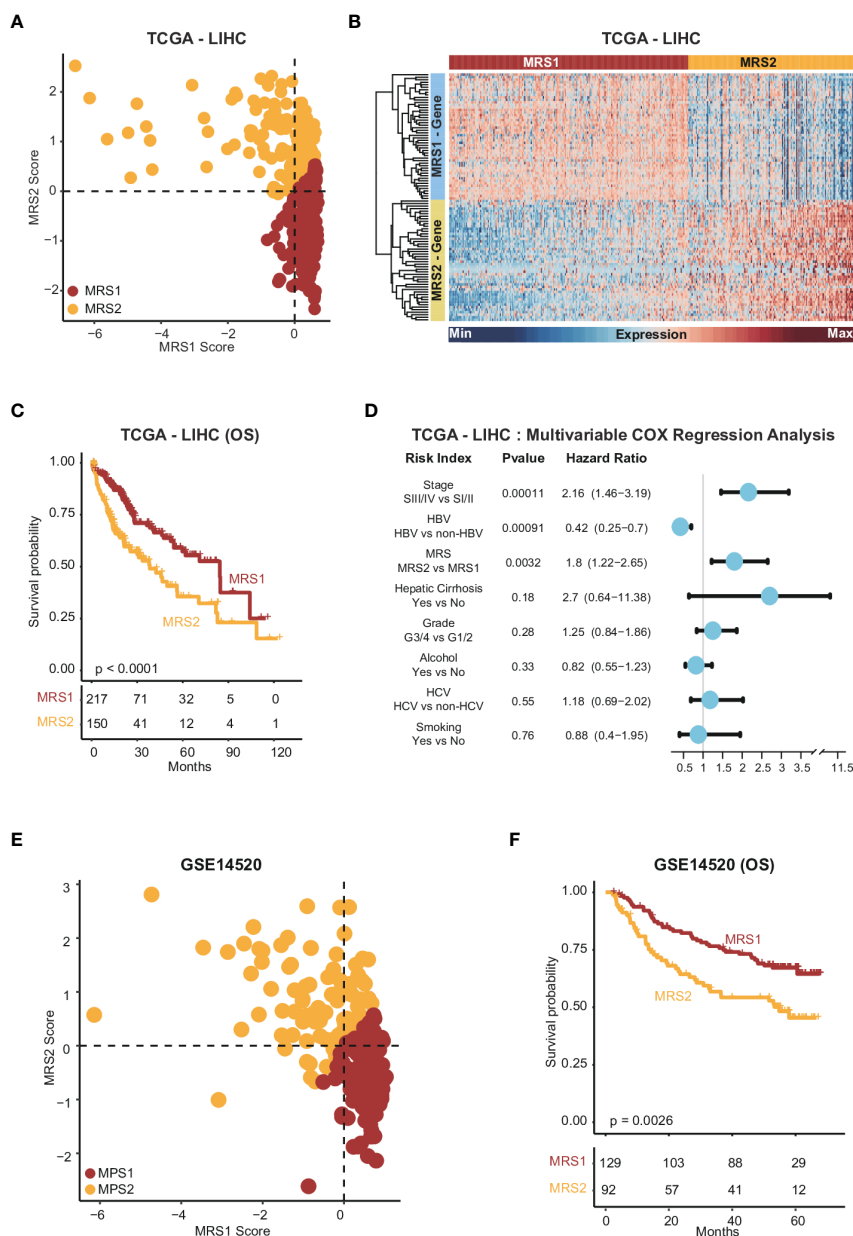 A
TCGA - LIHC
2
1
0
−1
−2
−6
−4
−2
0
MRS2 Score
MRS1 Score
MRS1
MRS2
B
TCGA - LIHC
MRS1
MRS2
MRS1 - Gene
MRS2 - Gene
Min
Expression
Max
C
TCGA - LIHC (OS)
1.00
0.75
0.50
0.25
0.00
Survival probability
MRS1
MRS2
p < 0.0001
MRS1 217 71 32 5 0
MRS2 150 41 12 4 1
0 30 60 90 120
Months
D
TCGA - LIHC : Multivariable COX Regression Analysis
Risk Index Pvalue Hazard Ratio
Stage
SIII/IV vs SI/II
0.00011 2.16 (1.46−3.19)
HBV
HBV vs non−HBV
0.00091 0.42 (0.25−0.7)
MRS
MRS2 vs MRS1
0.0032 1.8 (1.22−2.65)
Hepatic Cirrhosis
Yes vs No
0.18 2.7 (0.64−11.38)
Grade
G3/4 vs G1/2
0.28 1.25 (0.84−1.86)
Alcohol
Yes vs No
0.33 0.82 (0.55−1.23)
HCV
HCV vs non−HCV
0.55 1.18 (0.69−2.02)
Smoking
Yes vs No
0.76 0.88 (0.4−1.95)
0.5 1 1.5 2 2.5 3 3.5 11.5
E
GSE14520
3
2
1
0
−1
−2
−6
−4
−2
0
MRS2 Score
MRS1 Score
MPS1
MPS2
F
GSE14520 (OS)
1.00
0.75
0.50
0.25
0.00
Survival probability
MRS1
MRS2
p = 0.0026
MRS1 129 103 88 29
MRS2 92 57 41 12
0 20 40 60
Months